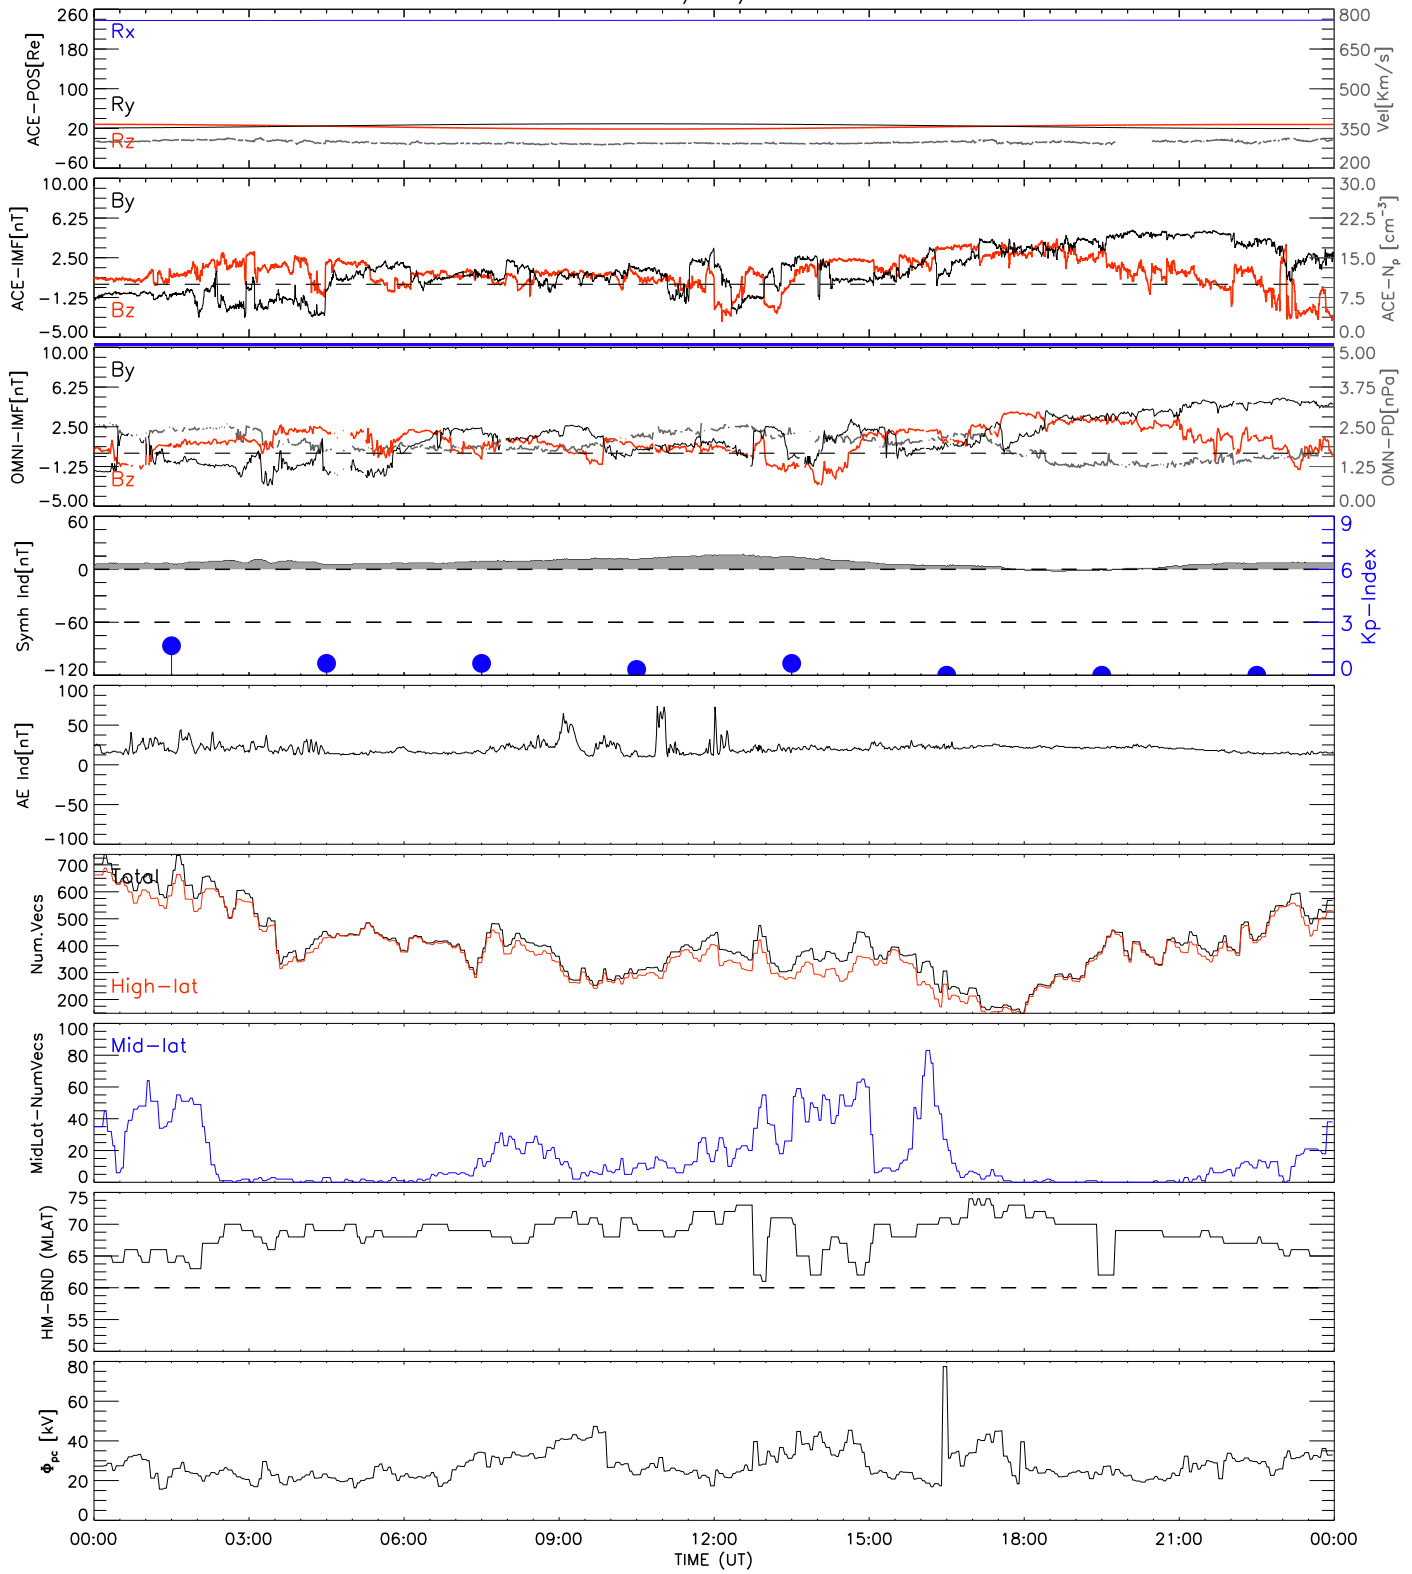 260
180
100
20
−60
ACE−POS[Re]
Rx
Ry
Rz
800
650
500
350
200
Vel[Km/s]
10.00
6.25
2.50
−1.25
−5.00
ACE−IMF[nT]
By
Bz
30.0
22.5
15.0
7.5
0.0
ACE−Np [cm−3]
10.00
6.25
2.50
−1.25
−5.00
OMNI−IMF[nT]
By
Bz
5.00
3.75
2.50
1.25
0.00
OMN−PD[nPa]
60
0
−60
−120
Symh Ind[nT]
9
6
3
0
Kp−Index
100
50
0
−50
−100
AE Ind[nT]
700
600
500
400
300
200
Num.Vecs
Total
High−lat
100
80
60
40
20
0
MidLat−NumVecs
Mid−lat
75
70
65
60
55
50
HM−BND (MLAT)
80
60
40
20
0
Φpc [kV]
00:00 03:00 06:00 09:00 12:00 15:00 18:00 21:00 00:00
TIME (UT)